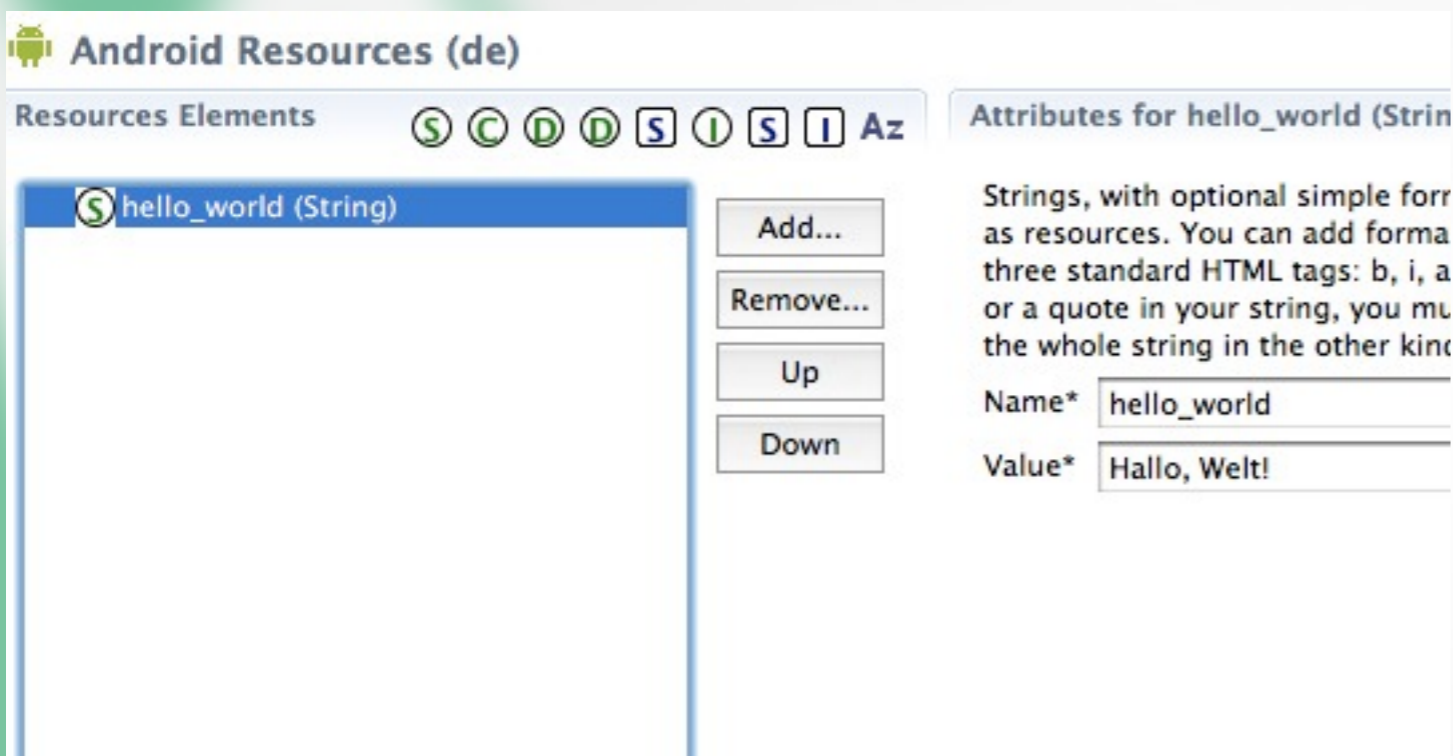 Android Resources (de)
Resources Elements
S C D D S I S I Az
hello_world (String)
Add...
Remove...
Up
Down
Attributes for hello_world (Strin
Strings, with optional simple
as resources. You can add forma
three standard HTML tags: b, i, a
or a quote in your string, you mu
the whole string in the other kind
Name* hello_world
Value* Hallo, Welt!